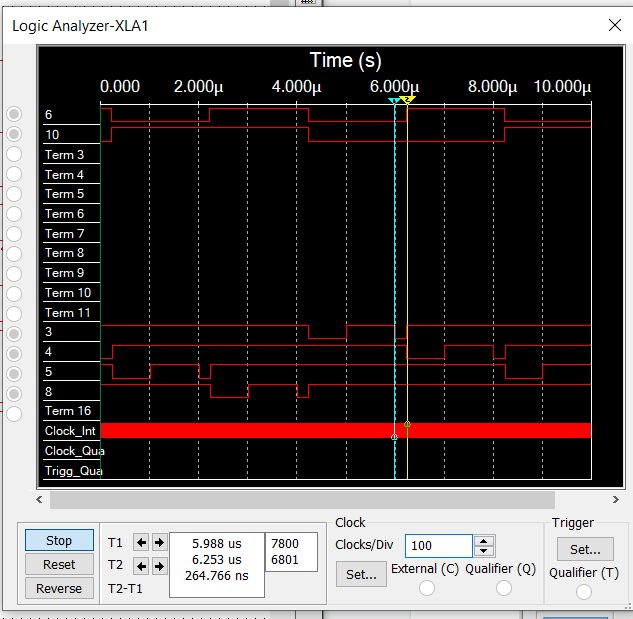 Logic Analyzer-XLA1
Time (s)
0.000 2.000μ 4.000μ 6.000μ 8.000μ 10.000μ
1 2
6
10
Term 3
Term 4
Term 5
Term 6
Term 7
Term 8
Term 9
Term 10
Term 11
3
4
5
8
Term 16
Clock_Int
Clock_Qua
Trigg_Qua
Stop
Reset
Reverse
T1
T2
T2-T1
5.988 us
6.253 us
264.766 ns
7800
6801
Clock
Clocks/Div 100
Set...
External (C) Qualifier (Q)
Trigger
Set...
Qualifier (T)